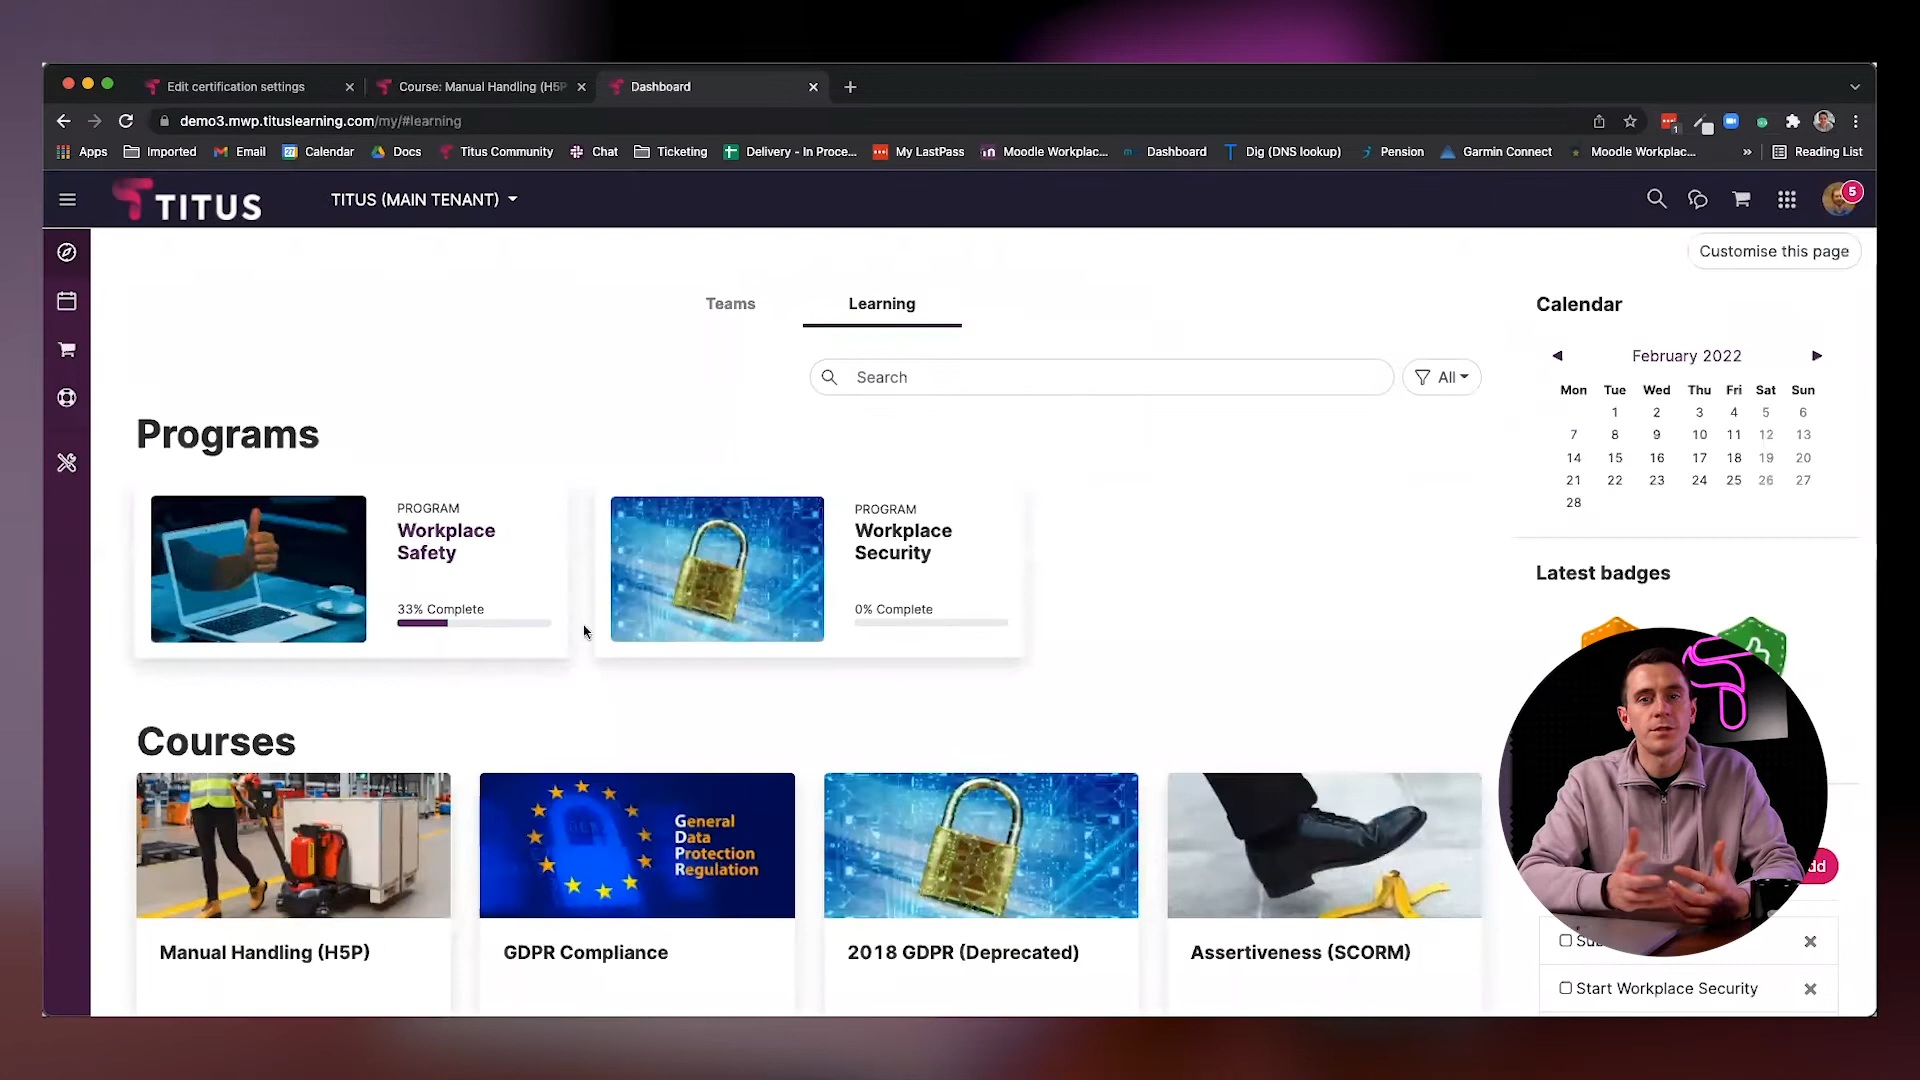 Edit certification settings
Course: Manual Handling (H5P
Dashboard
demo3.mwp.tituslearning.com/my/#learning
Apps
Imported
Email
Calendar
Docs
Titus Community
Chat
Ticketing
Delivery - In Proce...
My LastPass
Moodle Workplac...
Dashboard
Dig (DNS lookup)
Pension
Garmin Connect
Moodle Workplac...
»
Reading List
TITUS
TITUS (MAIN TENANT)
5
Customise this page
Teams
Learning
Search
All
Programs
PROGRAM
Workplace
Safety
33% Complete
PROGRAM
Workplace
Security
0% Complete
Courses
General
Data
Protection
Regulation
Manual Handling (H5P)
GDPR Compliance
2018 GDPR (Deprecated)
Assertiveness (SCORM)
Calendar
February 2022
Mon Tue Wed Thu Fri Sat Sun
1 2 3 4 5 6
7 8 9 10 11 12 13
14 15 16 17 18 19 20
21 22 23 24 25 26 27
28
Latest badges
Start Workplace Security